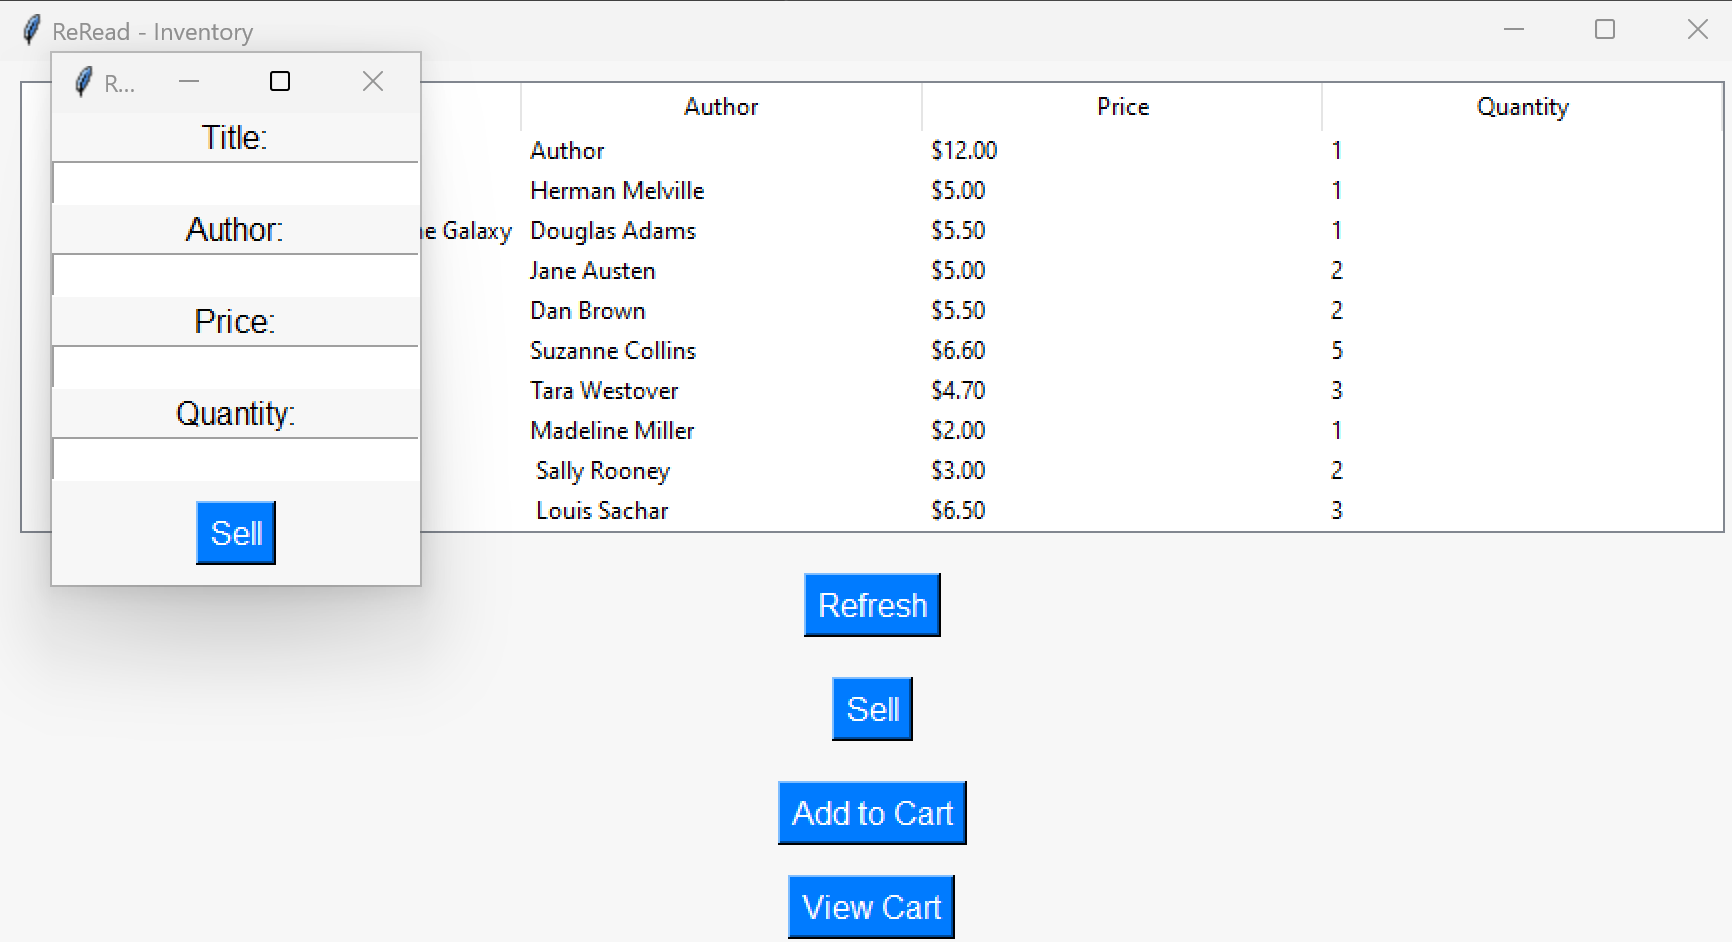 ReRead - Inventory
R...
Title:
Author:
Price:
Quantity:
Sell
Author Price Quantity
Author $12.00 1
Herman Melville $5.00 1
Galaxy Douglas Adams $5.50 1
Jane Austen $5.00 2
Dan Brown $5.50 2
Suzanne Collins $6.60 5
Tara Westover $4.70 3
Madeline Miller $2.00 1
Sally Rooney $3.00 2
Louis Sachar $6.50 3
Refresh
Sell
Add to Cart
View Cart